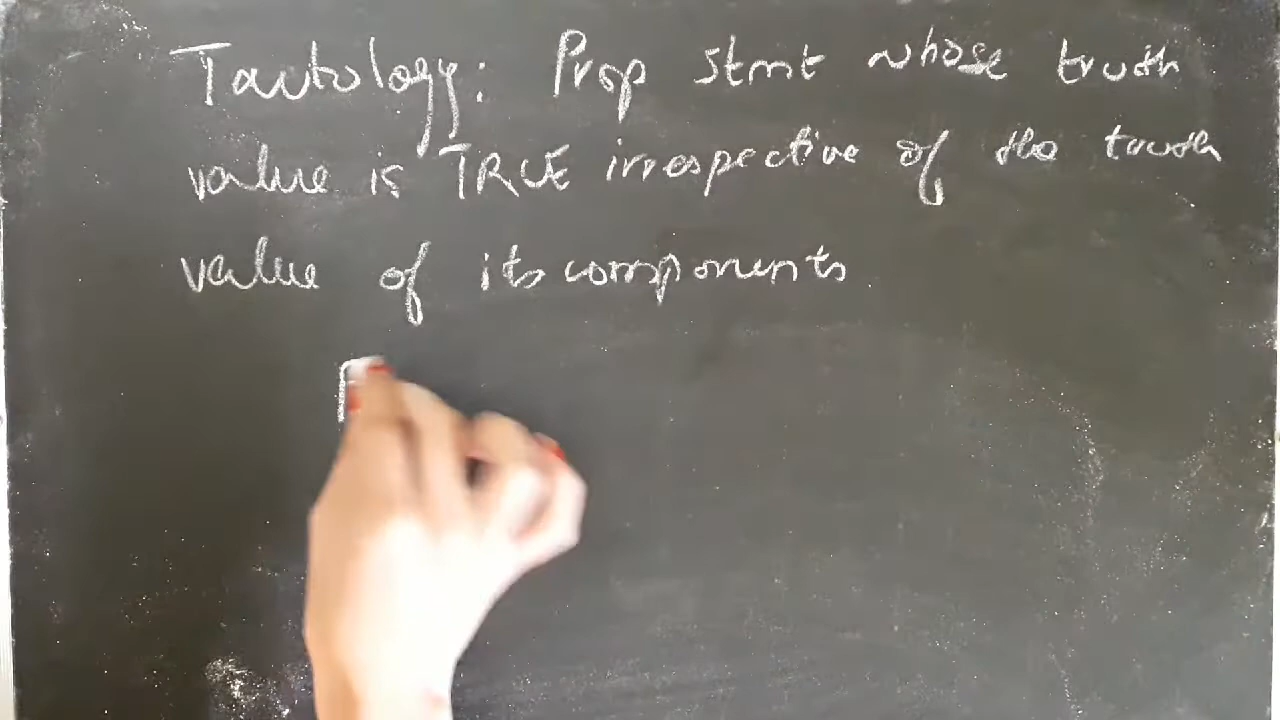 Tautology: Prop stmt whose truth
value is TRUE irrespective of the truth
value of its components